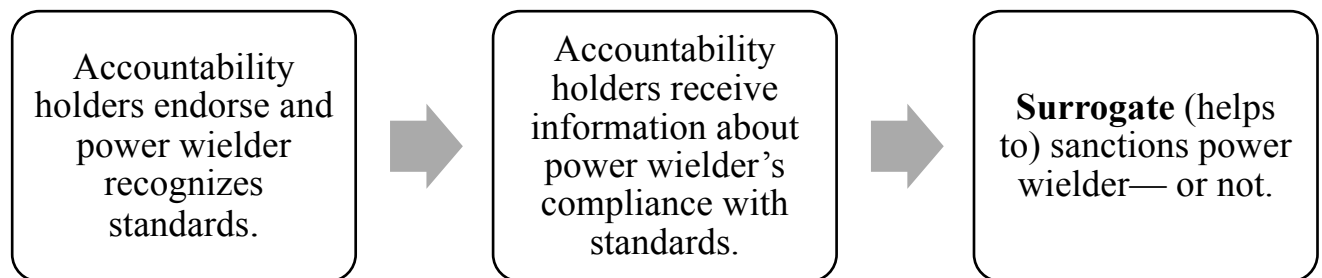 Accountability
holders endorse and
power wielder
recognizes
standards.
Accountability
holders receive
information about
power wielder’s
compliance with
standards.
Surrogate (helps
to) sanctions power
wielder— or not.